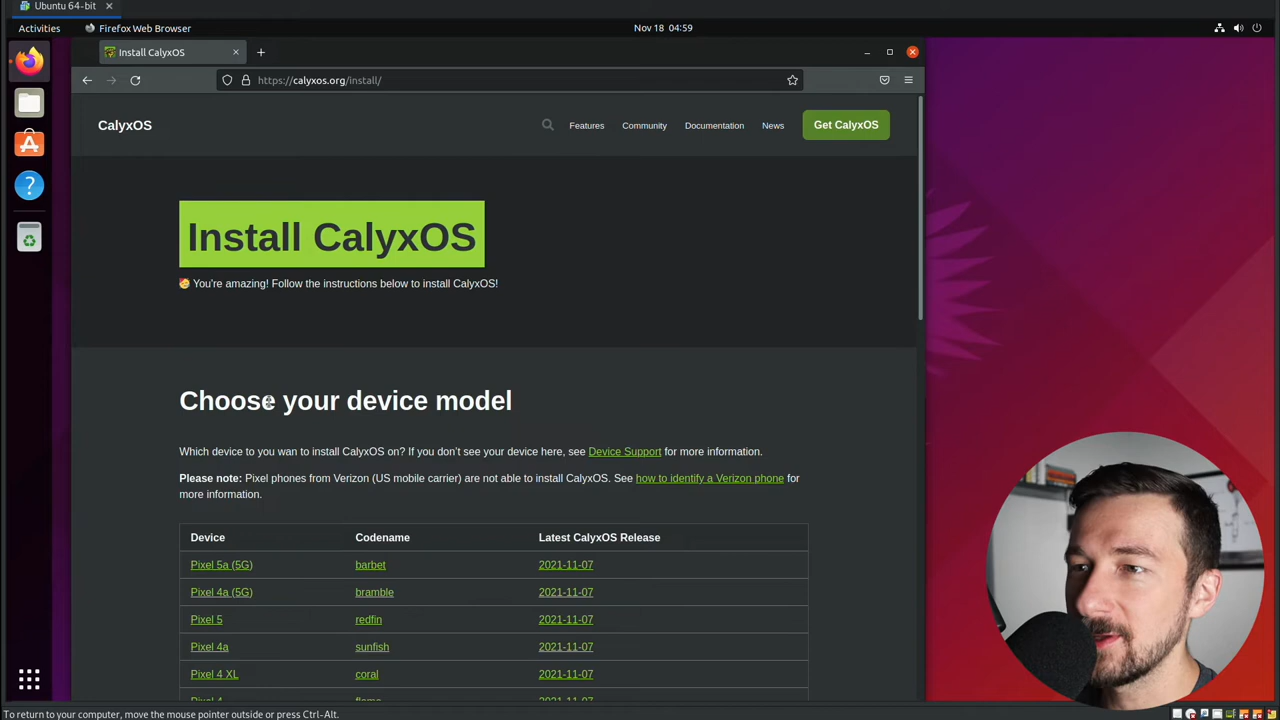 Ubuntu 64-bit
Activities
Firefox Web Browser
Nov 18 04:59
Install CalyxOS
https://calyxos.org/install/
CalyxOS
Features
Community
Documentation
News
Get CalyxOS
Install CalyxOS
You're amazing! Follow the instructions below to install CalyxOS!
Choose your device model
Which device to you wan to install CalyxOS on? If you don't see your device here, see Device Support for more information.
Please note: Pixel phones from Verizon (US mobile carrier) are not able to install CalyxOS. See how to identify a Verizon phone for
more information.
Device Codename Latest CalyxOS Release
Pixel 5a (5G) barbet 2021-11-07
Pixel 4a (5G) bramble 2021-11-07
Pixel 5 redfin 2021-11-07
Pixel 4a sunfish 2021-11-07
Pixel 4 XL coral 2021-11-07
Pixel 4 flame 2021-11-07
To return to your computer, move the mouse pointer outside or press Ctrl-Alt.